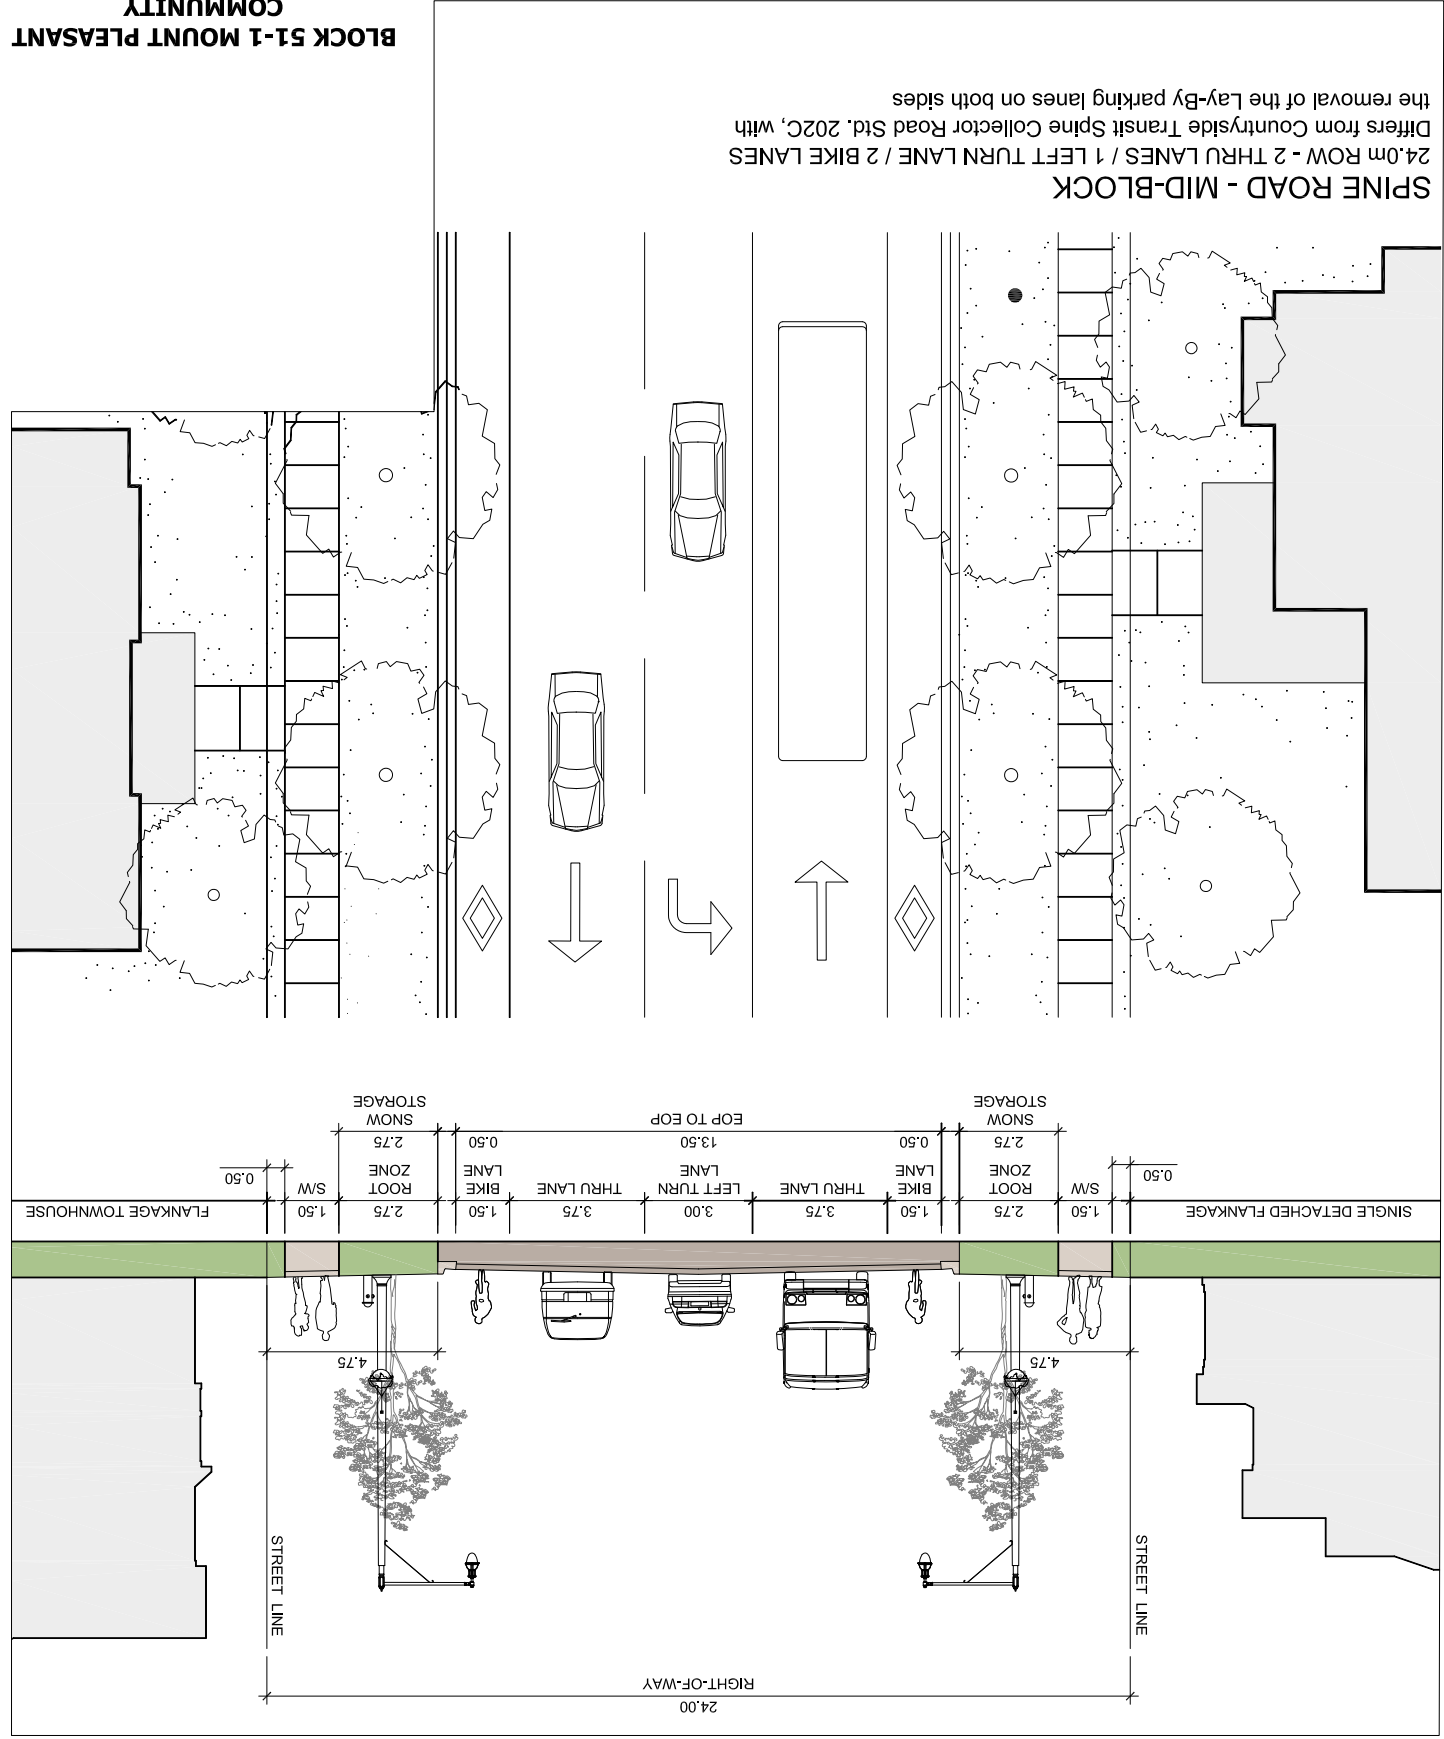 24.00
RIGHT-OF-WAY
STREET LINE
STREET LINE
4.75
4.75
SINGLE DETACHED FLANKAGE
1.50
S/W
2.75
ROOT
ZONE
1.50
BIKE
LANE
3.75
THRU LANE
3.00
LEFT TURN
LANE
3.75
THRU LANE
1.50
BIKE
LANE
2.75
ROOT
ZONE
1.50
S/W
FLANKAGE TOWNHOUSE
0.50
2.75
SNOW
STORAGE
0.50
13.50
EOP TO EOP
0.50
2.75
SNOW
STORAGE
0.50
SPINE ROAD - MID-BLOCK
24.0m ROW - 2 THRU LANES / 1 LEFT TURN LANE / 2 BIKE LANES
Differs from Countryside Transit Spine Collector Road Std. 202C, with
the removal of the Lay-By parking lanes on both sides
BLOCK 51-1 MOUNT PLEASANT
COMMUNITY